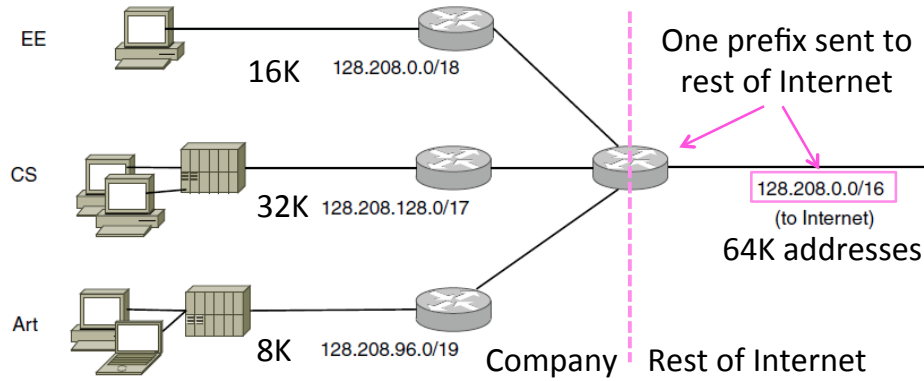 EE
16K
128.208.0.0/18
One prefix sent to
rest of Internet
CS
32K
128.208.128.0/17
128.208.0.0/16
(to Internet)
64K addresses
Art
8K
128.208.96.0/19
Company
Rest of Internet